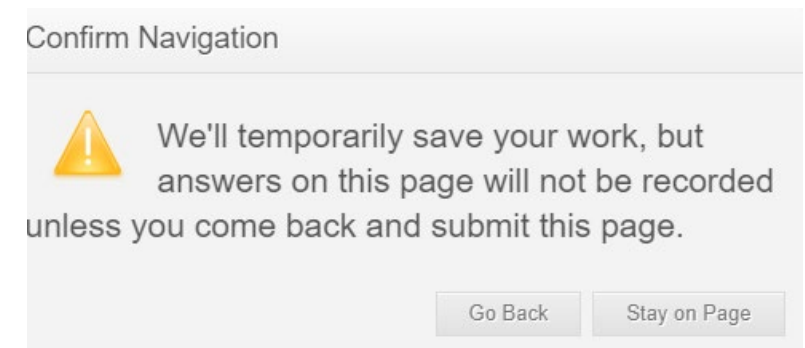 Confirm Navigation
We'll temporarily save your work, but
answers on this page will not be recorded
unless you come back and submit this page.
Go Back Stay on Page